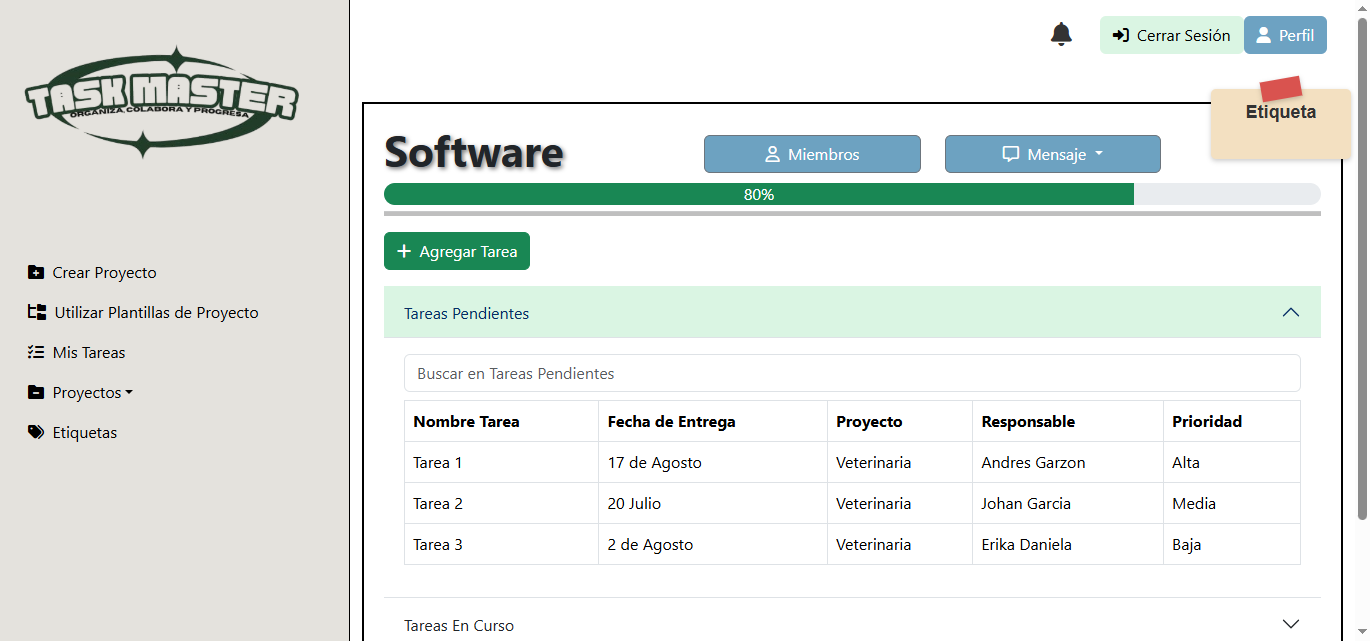 TASK MASTER
ORGANIZA, COLABORA Y PROGRESA
Crear Proyecto
Utilizar Plantillas de Proyecto
Mis Tareas
Proyectos
Etiquetas
Cerrar Sesión
Perfil
Etiqueta
Software
Miembros
Mensaje
80%
Agregar Tarea
Tareas Pendientes
Buscar en Tareas Pendientes
Nombre Tarea Fecha de Entrega Proyecto Responsable Prioridad
Tarea 1 17 de Agosto Veterinaria Andres Garzon Alta
Tarea 2 20 Julio Veterinaria Johan Garcia Media
Tarea 3 2 de Agosto Veterinaria Erika Daniela Baja
Tareas En Curso